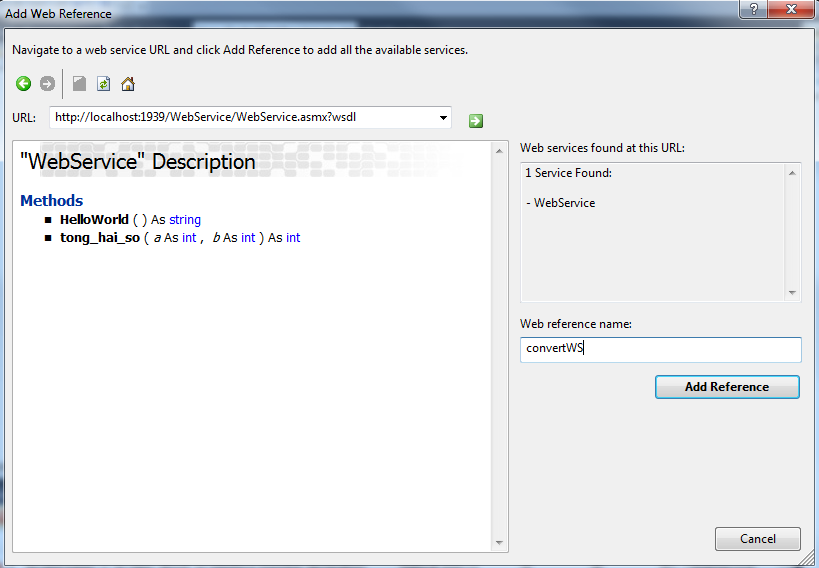 Add Web Reference
Navigate to a web service URL and click Add Reference to add all the available services.
URL: http://localhost:1939/WebService/WebService.asmx?wsdl
"WebService" Description
Methods
HelloWorld ( ) As string
tong_hai_so ( a As int , b As int ) As int
Web services found at this URL:
1 Service Found:
- WebService
Web reference name:
convertWS
Add Reference
Cancel